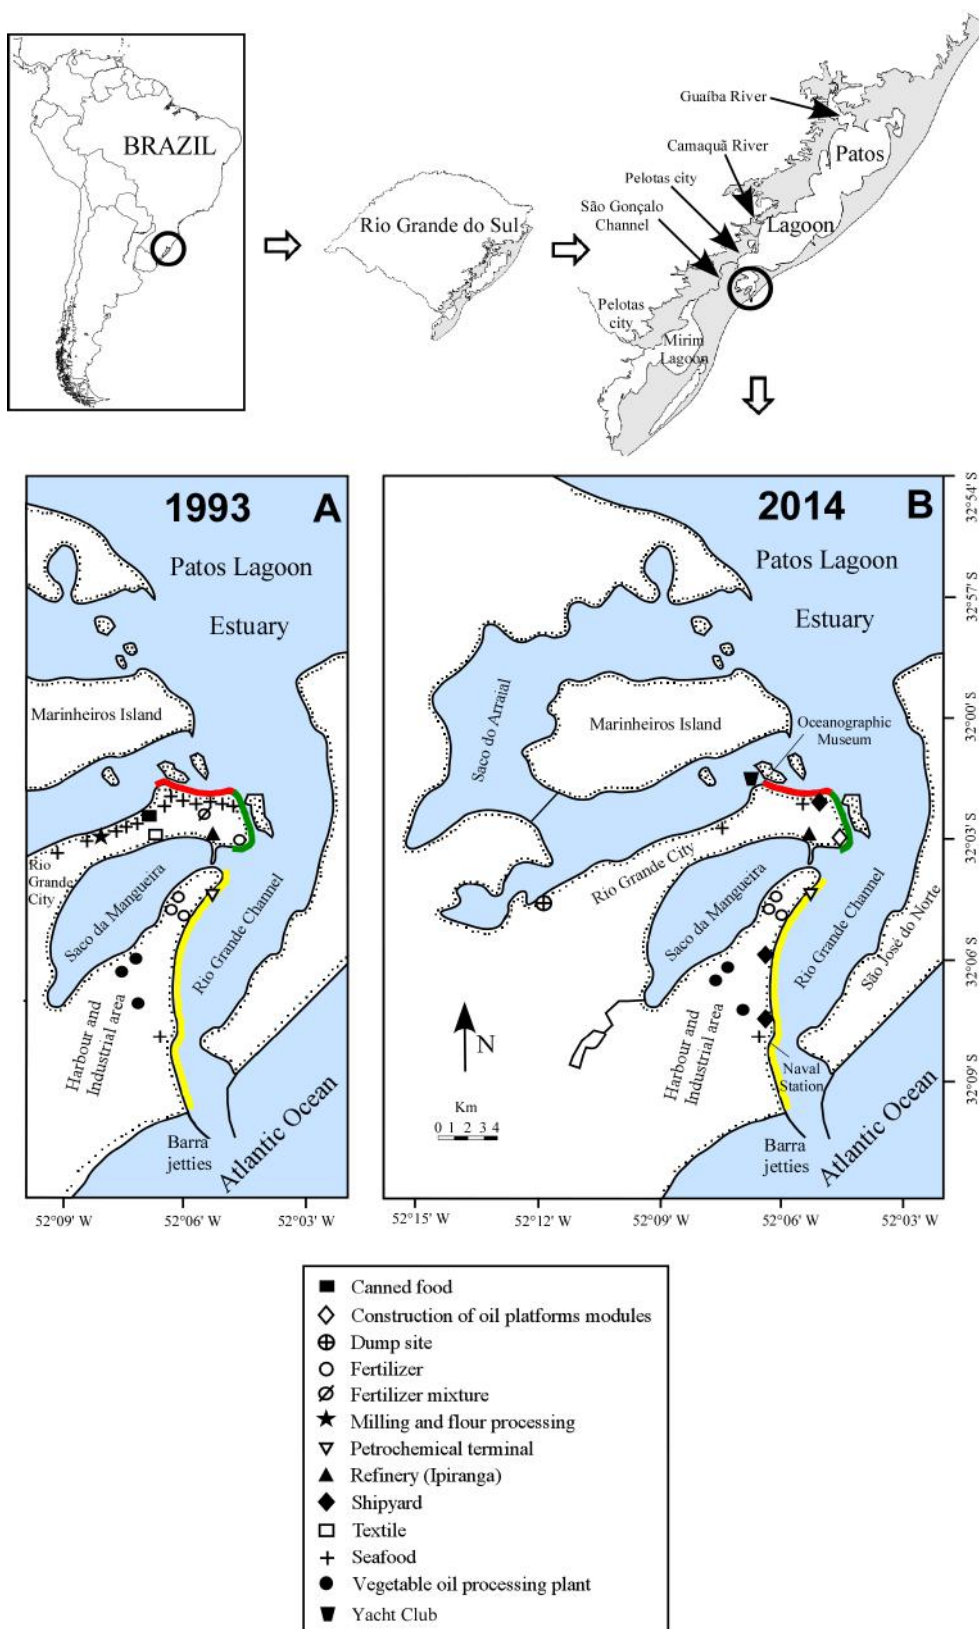 BRAZIL
Rio Grande do Sul
Guaíba River
Camaquã River
Pelotas city
São Gonçalo
Channel
Patos
Lagoon
Pelotas
city
Mirim
Lagoon
1993
A
Patos Lagoon
Estuary
Marinheiros Island
Rio
Grande
City
Saco da Mangueira
Rio Grande Channel
Harbour and
Industrial area
Barra
jetties
Atlantic Ocean
52°09' W
52°06' W
52°03' W
2014
B
Patos Lagoon
Estuary
Saco do Arraial
Marinheiros Island
Oceanographic
Museum
Rio Grande City
Saco da Mangueira
Rio Grande Channel
São José do Norte
Harbour and
Industrial area
Naval
Station
N
Km
0 1 2 3 4
Barra
jetties
Atlantic Ocean
32°54' S
32°57' S
32°00' S
32°03' S
32°06' S
32°09' S
52°15' W
52°12' W
52°09' W
52°06' W
52°03' W
Canned food
Construction of oil platforms modules
Dump site
Fertilizer
Fertilizer mixture
Milling and flour processing
Petrochemical terminal
Refinery (Ipiranga)
Shipyard
Textile
Seafood
Vegetable oil processing plant
Yacht Club